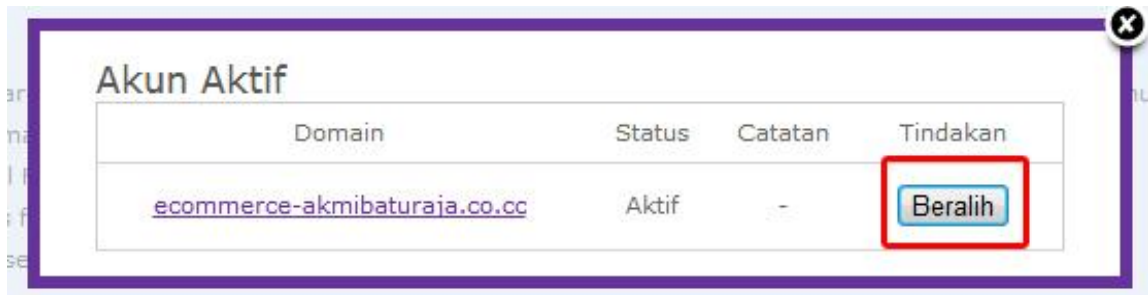 Akun Aktif
Domain Status Catatan Tindakan
ecommerce-akmibaturaja.co.cc Aktif - Beralih